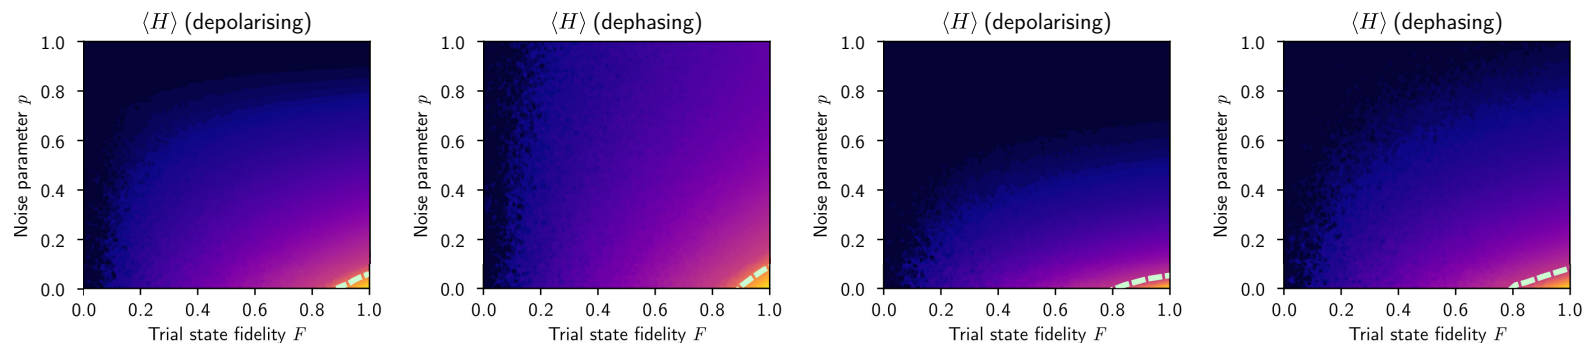 ⟨H⟩ (depolarising)
1.0
0.8
0.6
0.4
0.2
0.0
Noise parameter p
0.0 0.2 0.4 0.6 0.8 1.0
Trial state fidelity F
⟨H⟩ (dephasing)
1.0
0.8
0.6
0.4
0.2
0.0
Noise parameter p
0.0 0.2 0.4 0.6 0.8 1.0
Trial state fidelity F
⟨H⟩ (depolarising)
1.0
0.8
0.6
0.4
0.2
0.0
Noise parameter p
0.0 0.2 0.4 0.6 0.8 1.0
Trial state fidelity F
⟨H⟩ (dephasing)
1.0
0.8
0.6
0.4
0.2
0.0
Noise parameter p
0.0 0.2 0.4 0.6 0.8 1.0
Trial state fidelity F